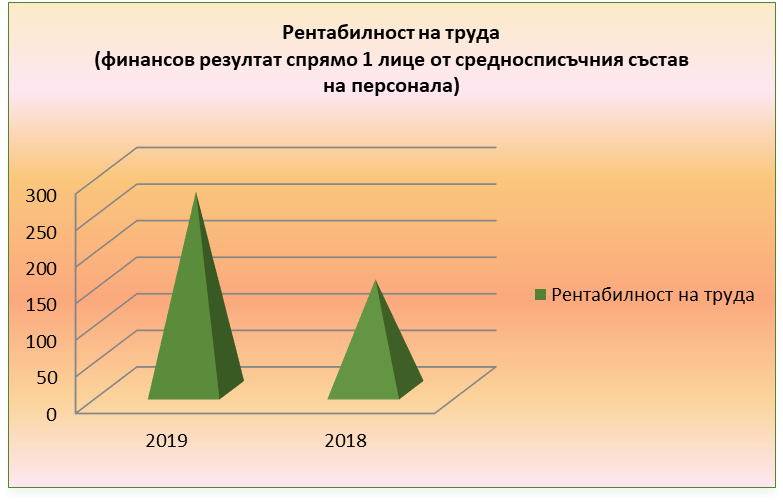 Рентабилност на труда
(финансов резултат спрямо 1 лице от средносписъчния състав
на персонала)
300
250
200
150
100
50
0
2019
2018
Рентабилност на труда